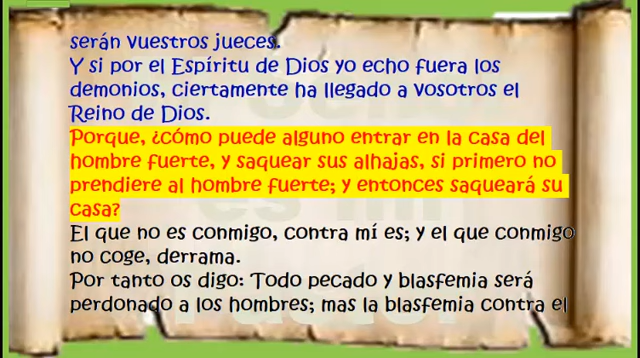 serán vuestros jueces.
Y si por el Espíritu de Dios yo echo fuera los
demonios, ciertamente ha llegado a vosotros el
Reino de Dios.
Porque, ¿cómo puede alguno entrar en la casa del
hombre fuerte, y saquear sus alhajas, si primero no
prendiere al hombre fuerte; y entonces saqueará su
casa?
El que no es conmigo, contra mí es; y el que conmigo
no coge, derrama.
Por tanto os digo: Todo pecado y blasfemia será
perdonado a los hombres; mas la blasfemia contra el